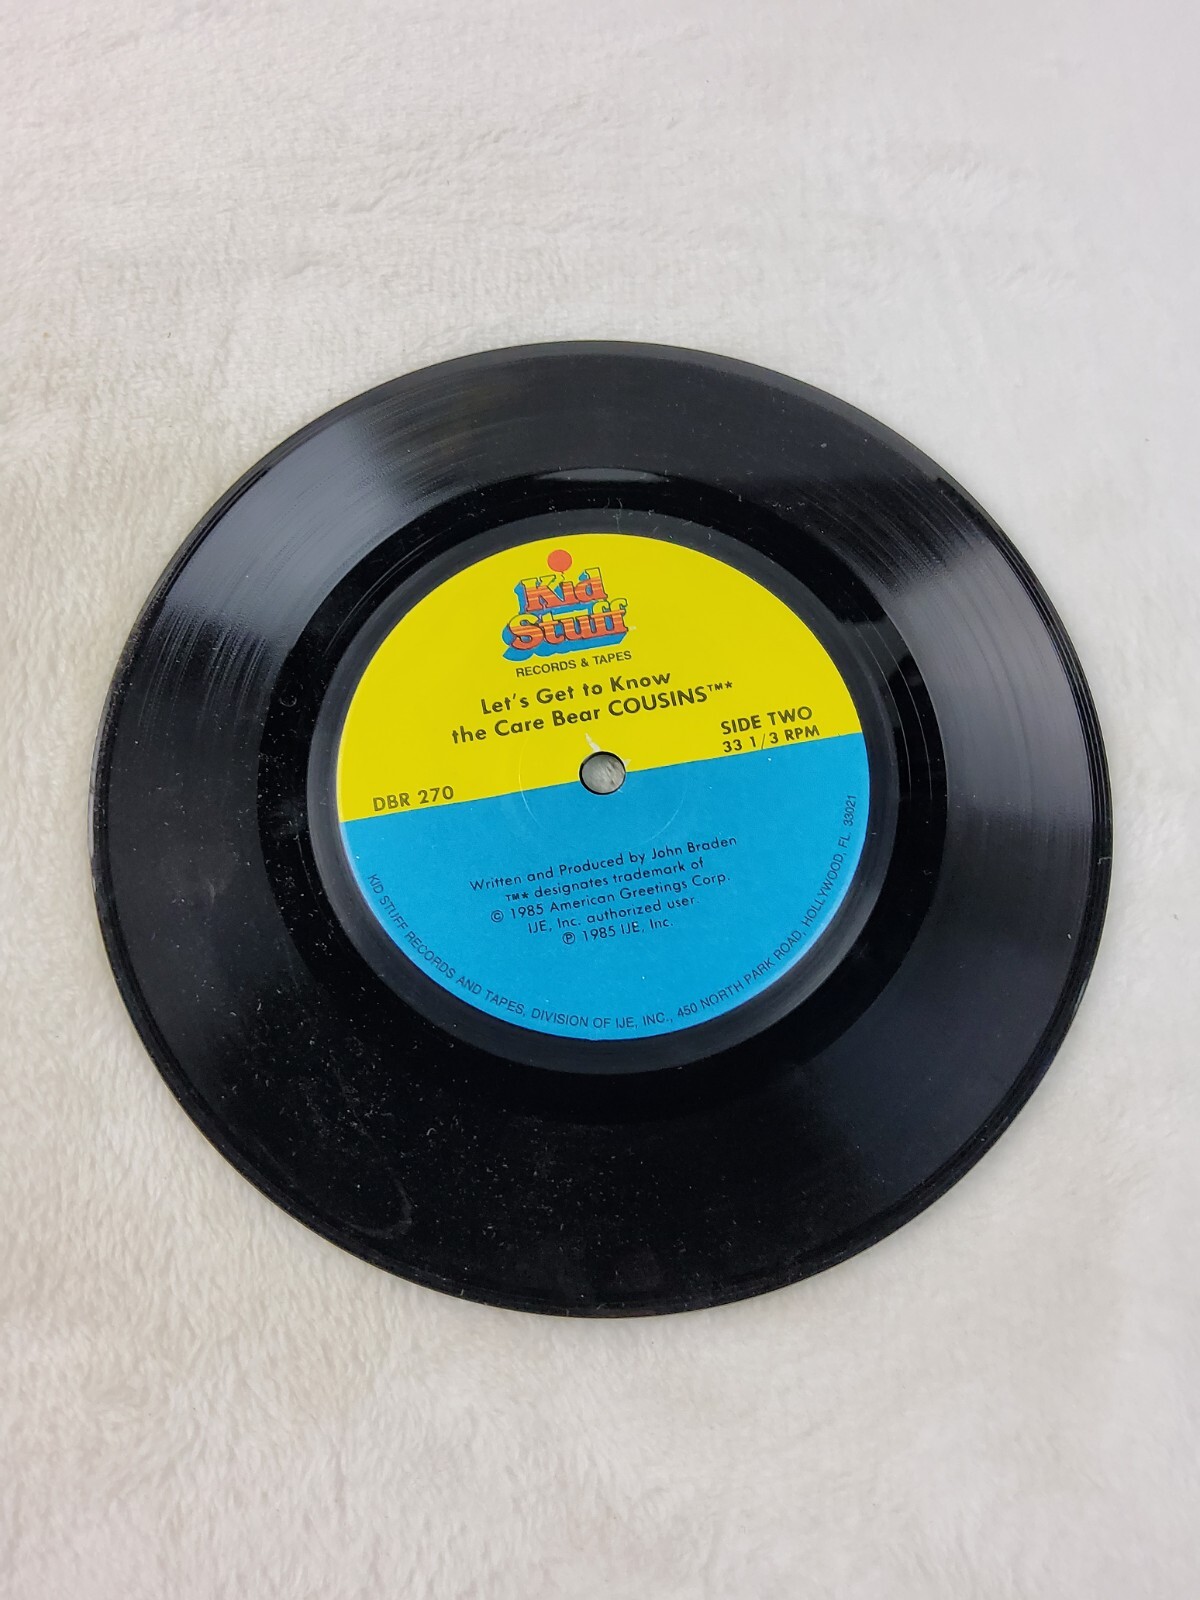 Kid
Stuff
RECORDS & TAPES
Let's Get to Know
the Care Bear COUSINS™*
SIDE TWO
33 1/3 RPM
DBR 270
Written and Produced by John Braden
™* designates trademark of
© 1985 American Greetings Corp.
IJE, Inc. authorized user.
℗ 1985 IJE, Inc.
KID STUFF RECORDS AND TAPES, DIVISION OF IJE, INC., 450 NORTH PARK ROAD, HOLLYWOOD, FL 33021